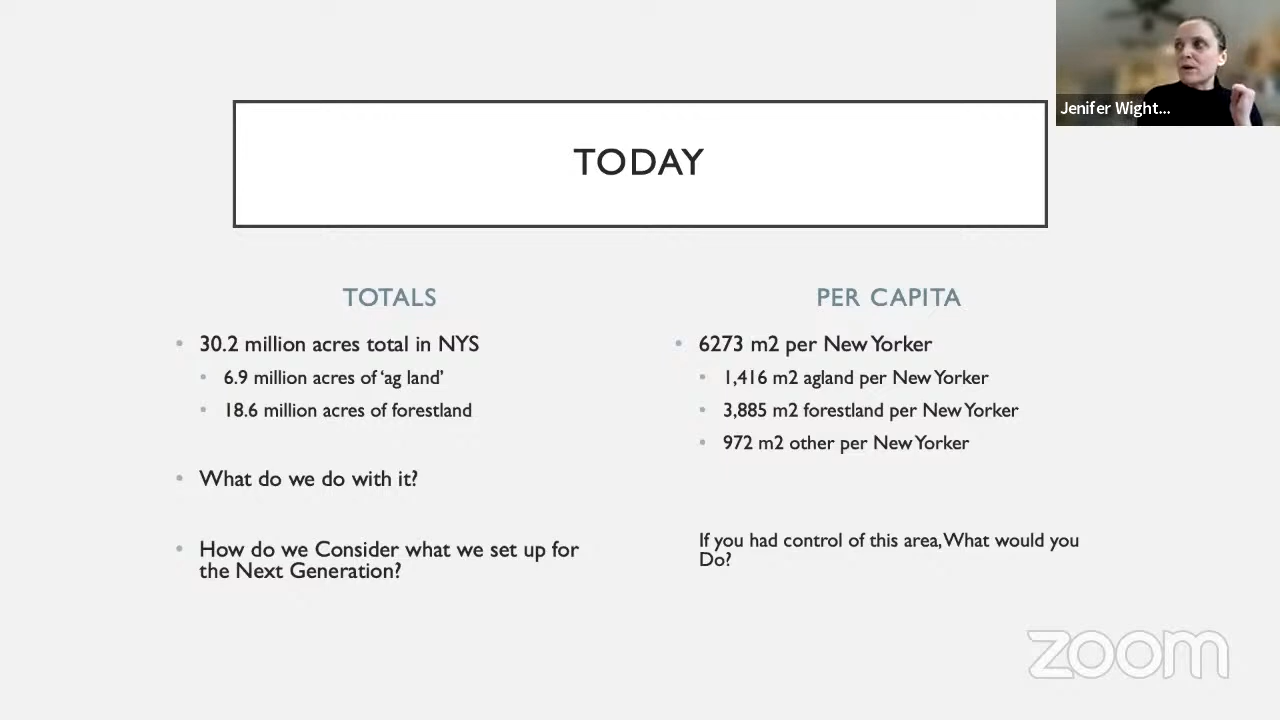 Jenifer Wight...
TODAY
TOTALS
• 30.2 million acres total in NYS
• 6.9 million acres of 'ag land'
• 18.6 million acres of forestland
• What do we do with it?
• How do we Consider what we set up for
the Next Generation?
PER CAPITA
• 6273 m2 per New Yorker
• 1,416 m2 agland per New Yorker
• 3,885 m2 forestland per New Yorker
• 972 m2 other per New Yorker
If you had control of this area, What would you
Do?
zoom